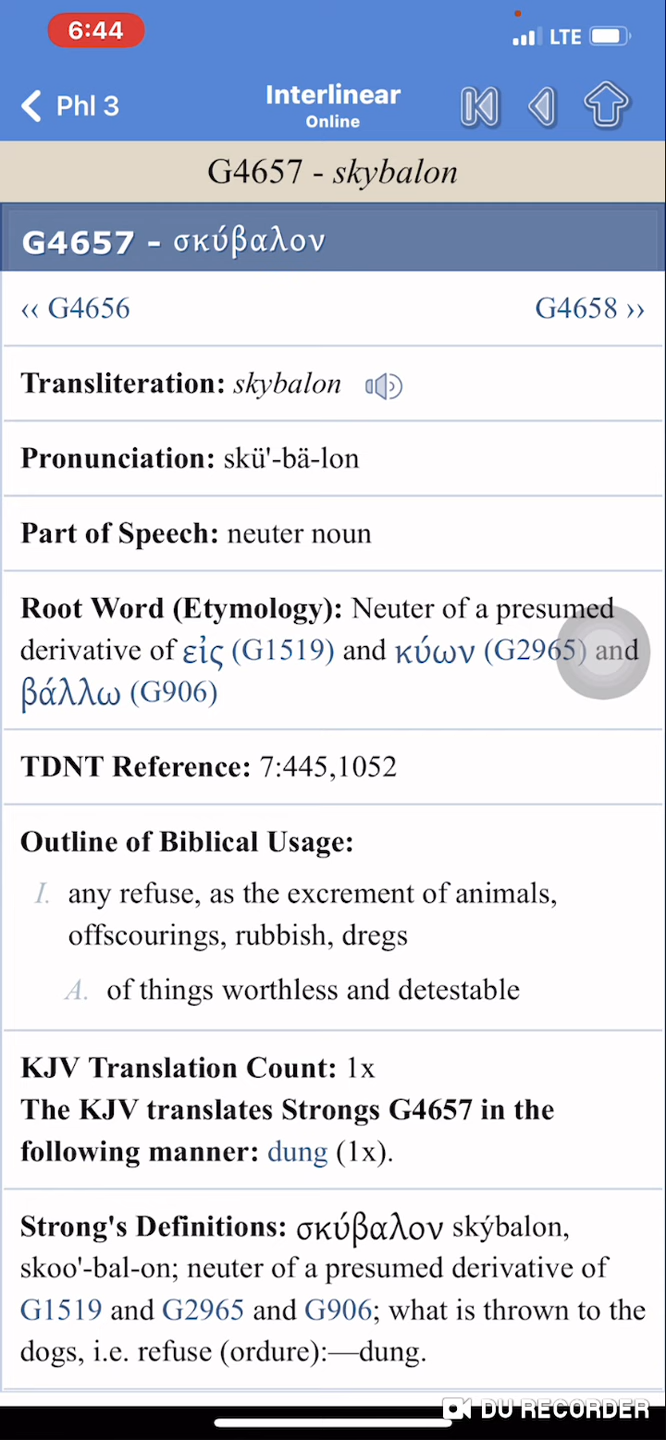 6:44
LTE
Phl 3
Interlinear
Online
G4657 - skybalon
G4657 - σκύβαλον
‹‹ G4656
G4658 ››
Transliteration: skybalon
Pronunciation: skü'-bä-lon
Part of Speech: neuter noun
Root Word (Etymology): Neuter of a presumed
derivative of εἰς (G1519) and κύων (G2965) and
βάλλω (G906)
TDNT Reference: 7:445,1052
Outline of Biblical Usage:
I. any refuse, as the excrement of animals,
offscourings, rubbish, dregs
A. of things worthless and detestable
KJV Translation Count: 1x
The KJV translates Strongs G4657 in the
following manner: dung (1x).
Strong's Definitions: σκύβαλον skýbalon,
skoo'-bal-on; neuter of a presumed derivative of
G1519 and G2965 and G906; what is thrown to the
dogs, i.e. refuse (ordure):—dung.
DU RECORDER